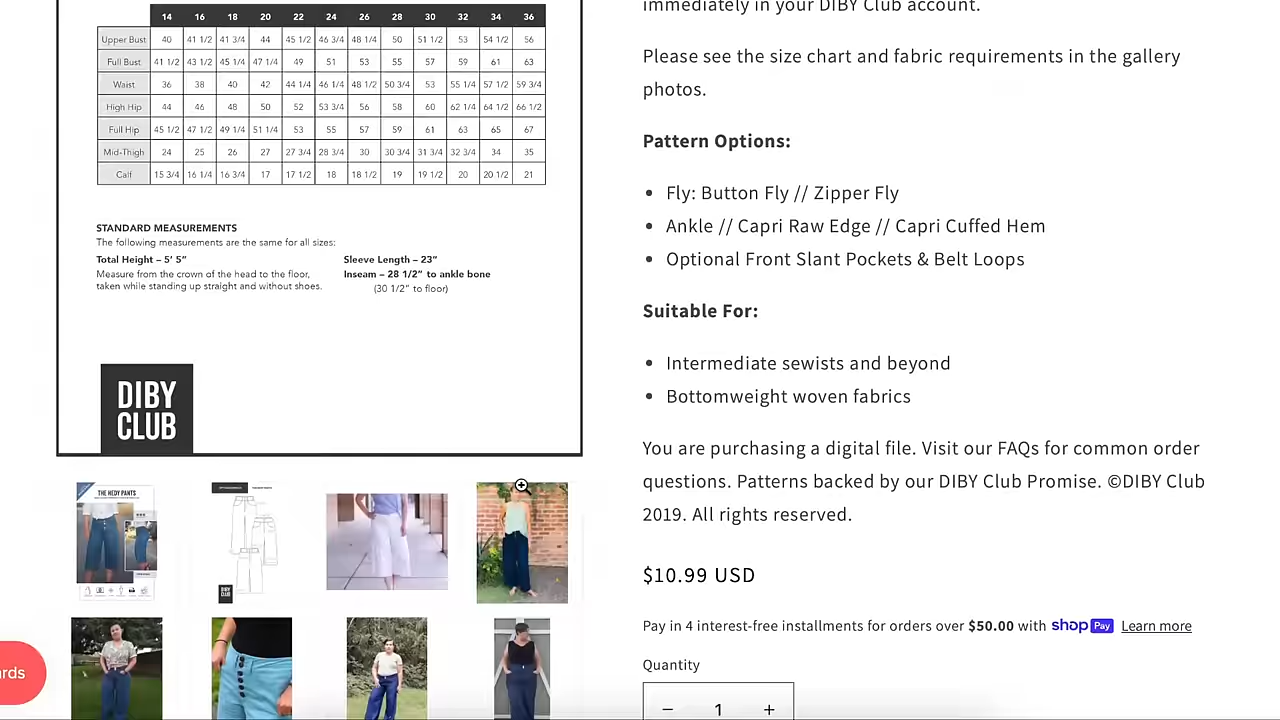 14 16 18 20 22 24 26 28 30 32 34 36
Upper Bust 40 41 1/2 41 3/4 44 45 1/2 46 3/4 48 1/4 50 51 1/2 53 54 1/2 56
Full Bust 41 1/2 43 1/2 45 1/4 47 1/4 49 51 53 55 57 59 61 63
Waist 36 38 40 42 44 1/4 46 1/4 48 1/2 50 3/4 53 55 1/4 57 1/2 59 3/4
High Hip 44 46 48 50 52 53 3/4 56 58 60 62 1/4 64 1/2 66 1/2
Full Hip 45 1/2 47 1/2 49 1/4 51 1/4 53 55 57 59 61 63 65 67
Mid-Thigh 24 25 26 27 27 3/4 28 3/4 30 30 3/4 31 3/4 32 3/4 34 35
Calf 15 3/4 16 1/4 16 3/4 17 17 1/2 18 18 1/2 19 19 1/2 20 20 1/2 21
STANDARD MEASUREMENTS
The following measurements are the same for all sizes:
Total Height – 5' 5"
Measure from the crown of the head to the floor,
taken while standing up straight and without shoes.
Sleeve Length – 23"
Inseam – 28 1/2" to ankle bone
(30 1/2" to floor)
DIBY
CLUB
THE HEDY PANTS
DIBY
CLUB
ards
immediately in your DIBY Club account.
Please see the size chart and fabric requirements in the gallery
photos.
Pattern Options:
• Fly: Button Fly // Zipper Fly
• Ankle // Capri Raw Edge // Capri Cuffed Hem
• Optional Front Slant Pockets & Belt Loops
Suitable For:
• Intermediate sewists and beyond
• Bottomweight woven fabrics
You are purchasing a digital file. Visit our FAQs for common order
questions. Patterns backed by our DIBY Club Promise. ©DIBY Club
2019. All rights reserved.
$10.99 USD
Pay in 4 interest-free installments for orders over $50.00 with shop Pay Learn more
Quantity
− 1 +